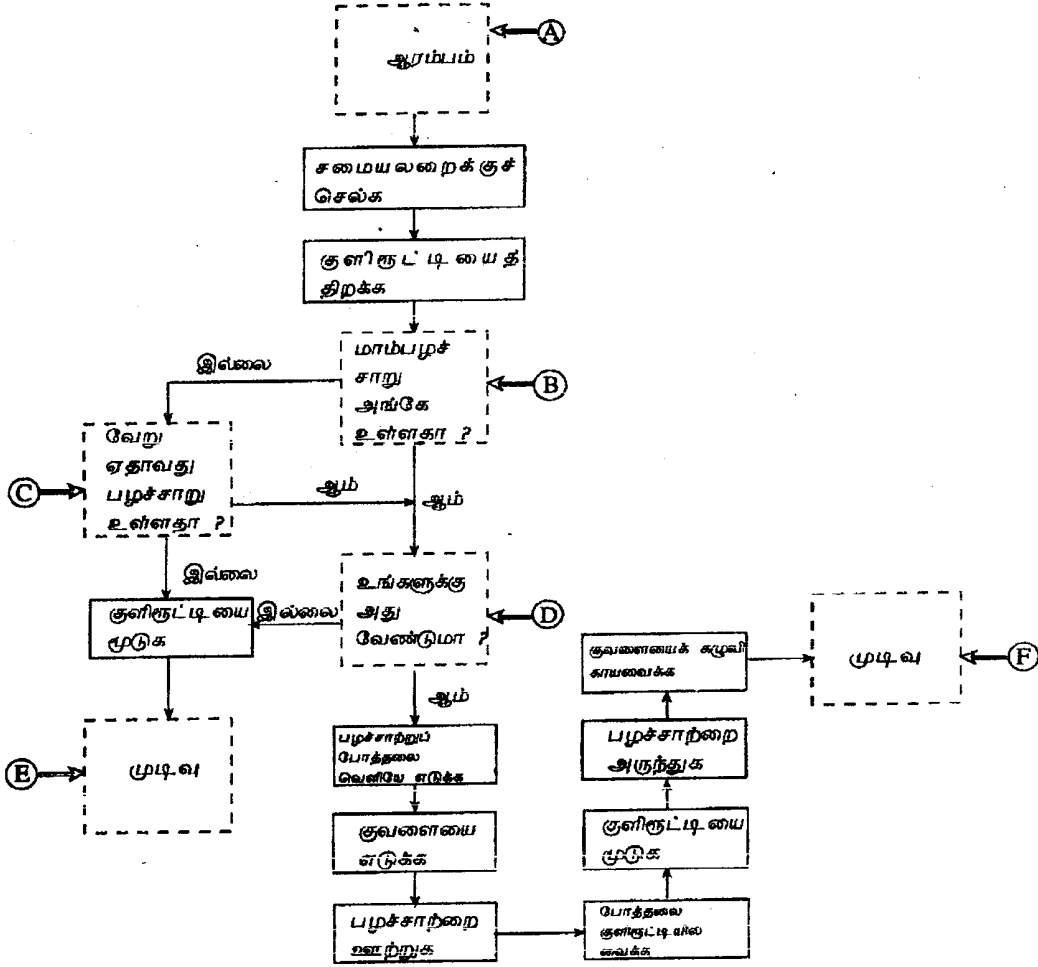 A
ஆரம்பம்
சமையலறைக்குச்
செல்க
குளிரூட்டியைத்
திறக்க
மாம்பழச்
சாறு
அங்கே
உள்ளதா ?
B
இல்லை
வேறு
ஏதாவது
பழச்சாறு
உள்ளதா ?
C
ஆம்
ஆம்
இல்லை
உங்களுக்கு
அது
வேண்டுமா ?
D
இல்லை
குளிரூட்டியை
மூடுக
ஆம்
முடிவு
E
பழச்சாற்றுப்
போத்தலை
வெளியே எடுக்க
குவளையை
எடுக்க
பழச்சாற்றை
ஊற்றுக
போத்தலை
குளிரூட்டியில்
வைக்க
குளிரூட்டியை
மூடுக
பழச்சாற்றை
அருந்துக
குவளையைக் கழுவி
காயவைக்க
முடிவு
F